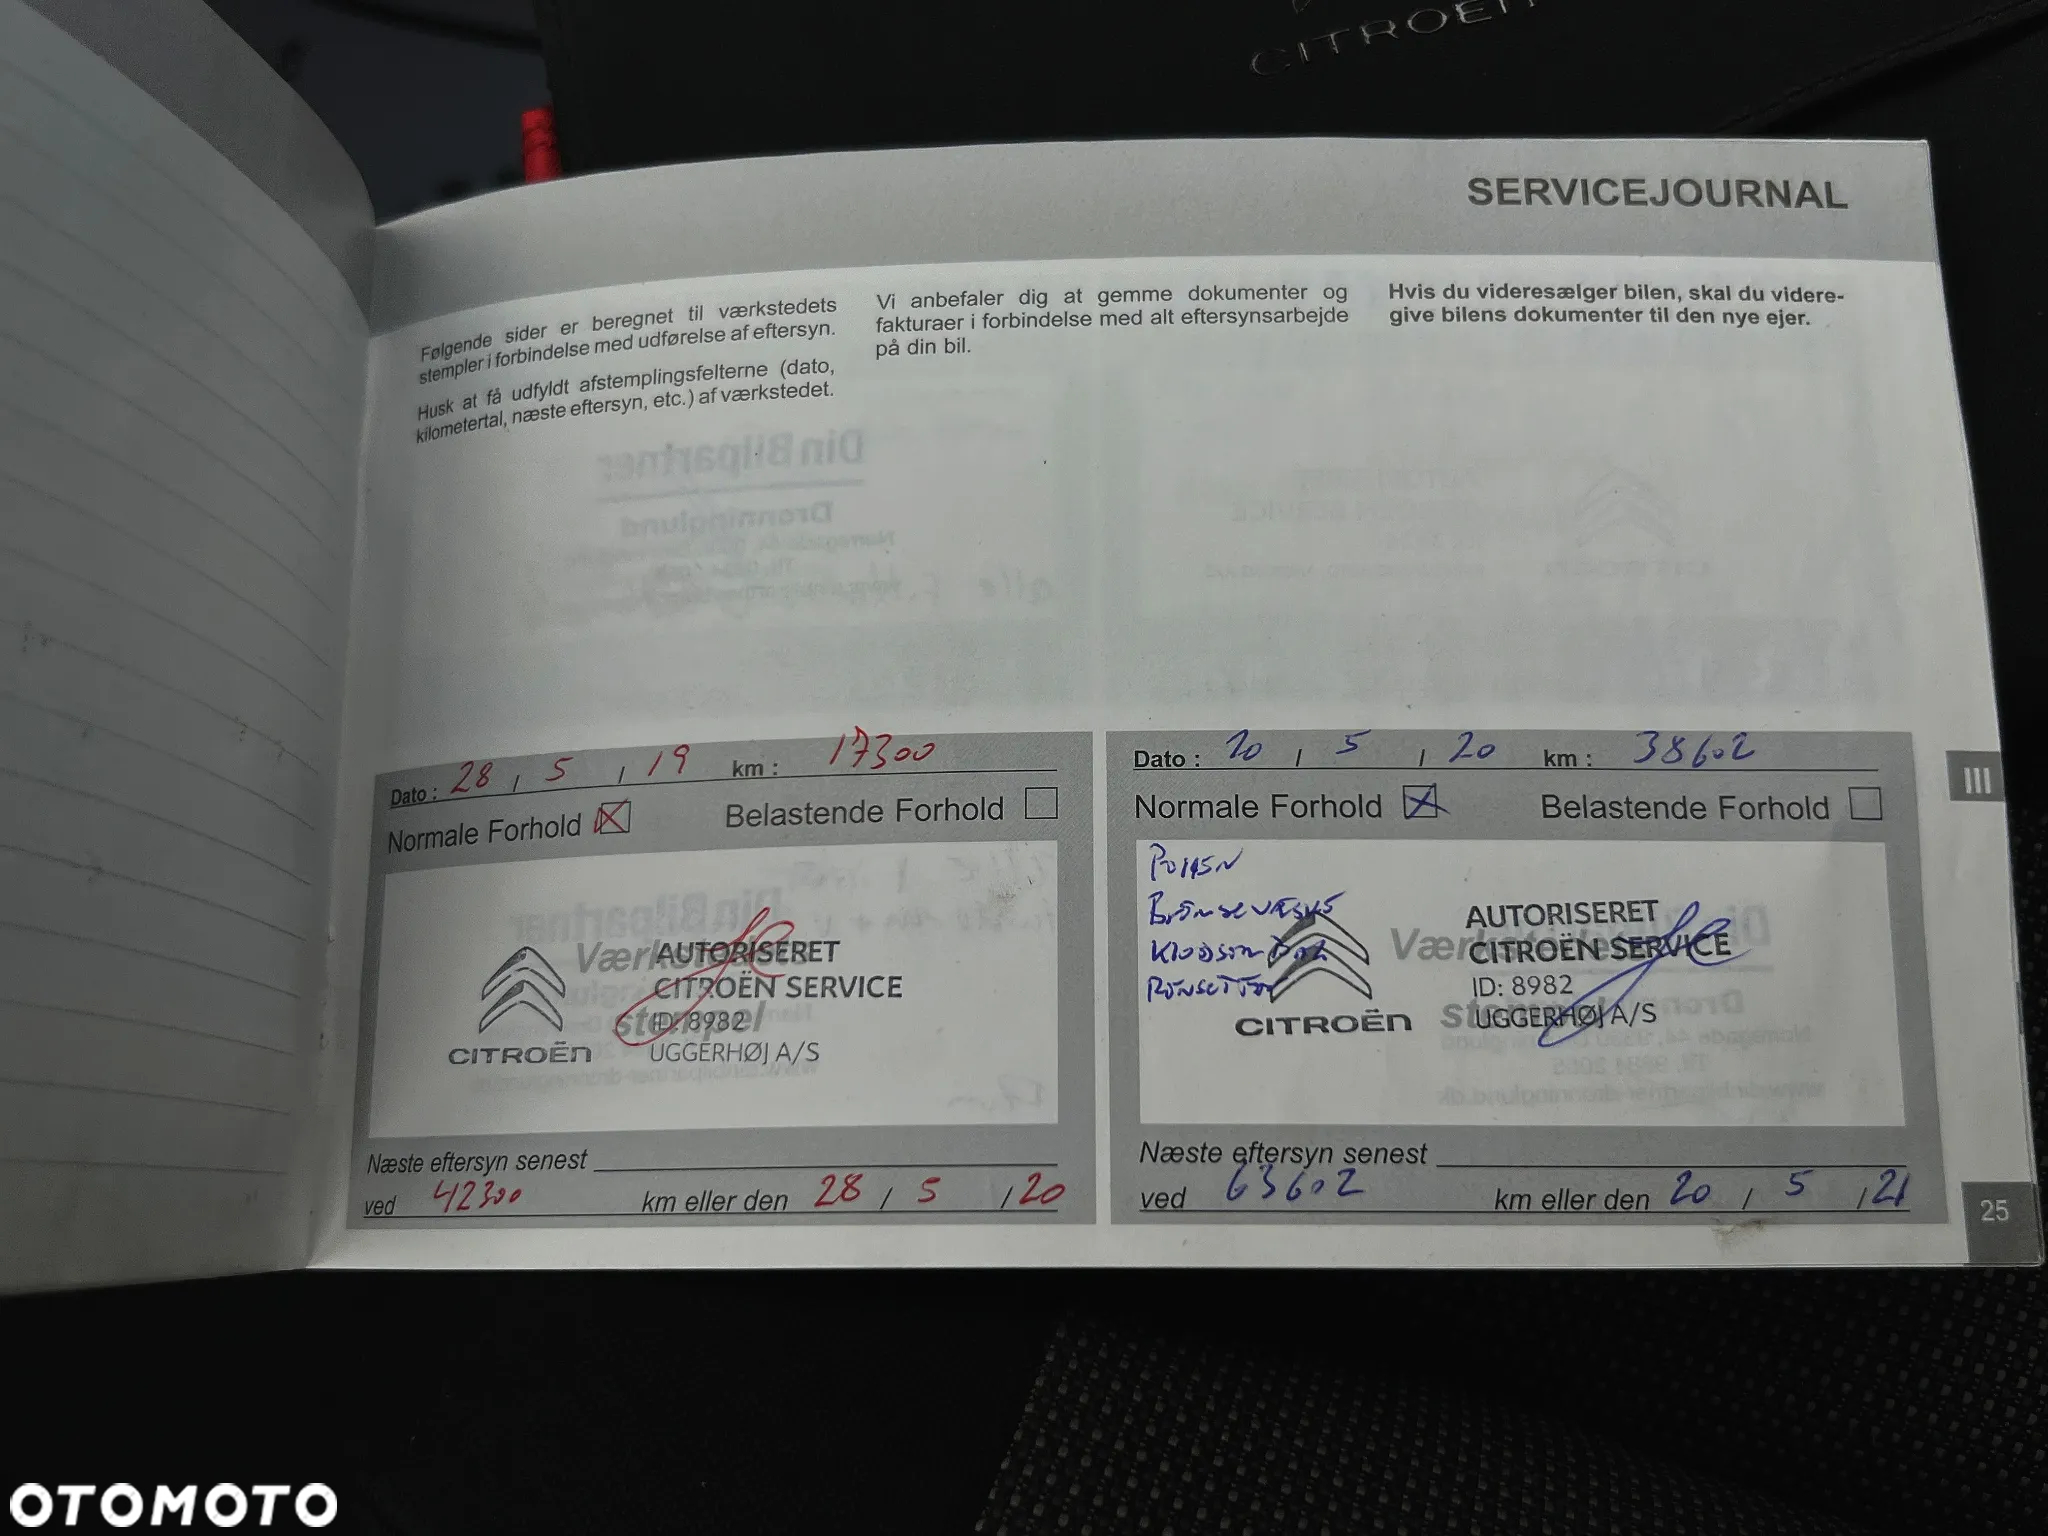 CITROËN
SERVICEJOURNAL
Følgende sider er beregnet til værkstedets
stempler i forbindelse med udførelse af eftersyn.
Husk at få udfyldt afstemplingsfelterne (dato,
kilometertal, næste eftersyn, etc.) af værkstedet.
Vi anbefaler dig at gemme dokumenter og
fakturaer i forbindelse med alt eftersynsarbejde
på din bil.
Hvis du videresælger bilen, skal du videre-
give bilens dokumenter til den nye ejer.
Dato : 28 / 5 / 19 km : 17300
Normale Forhold Belastende Forhold
Værksted
stempel
AUTORISERET
CITROËN SERVICE
ID: 8982
UGGERHØJ A/S
CITROËN
Næste eftersyn senest
ved 42300 km eller den 28 / 5 / 20
Dato : 20 / 5 / 20 km : 38602
Normale Forhold Belastende Forhold
AUTORISERET
CITROËN SERVICE
ID: 8982
UGGERHØJ A/S
CITROËN
Næste eftersyn senest
ved 63602 km eller den 20 / 5 / 21
III
25
OTOMOTO